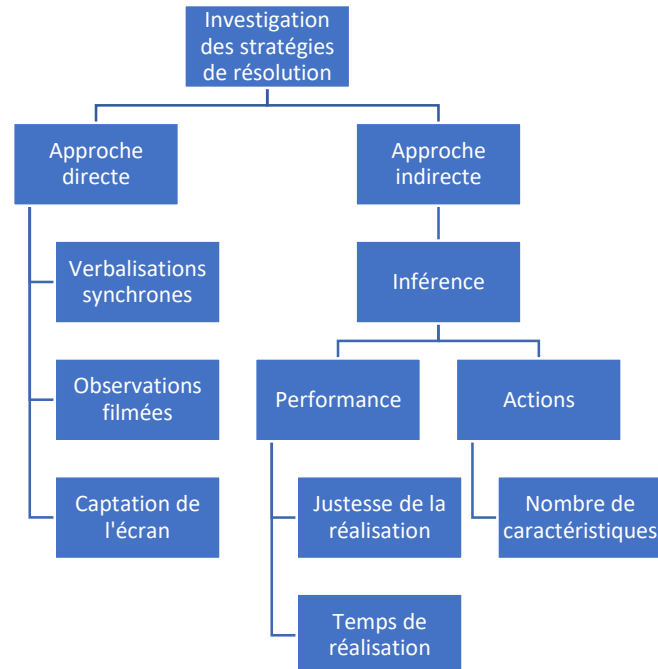 Investigation
des stratégies
de résolution
Approche
directe
Approche
indirecte
Verbalisations
synchrones
Inférence
Observations
filmées
Performance
Actions
Captation de
l'écran
Justesse de la
réalisation
Nombre de
caractéristiques
Temps de
réalisation